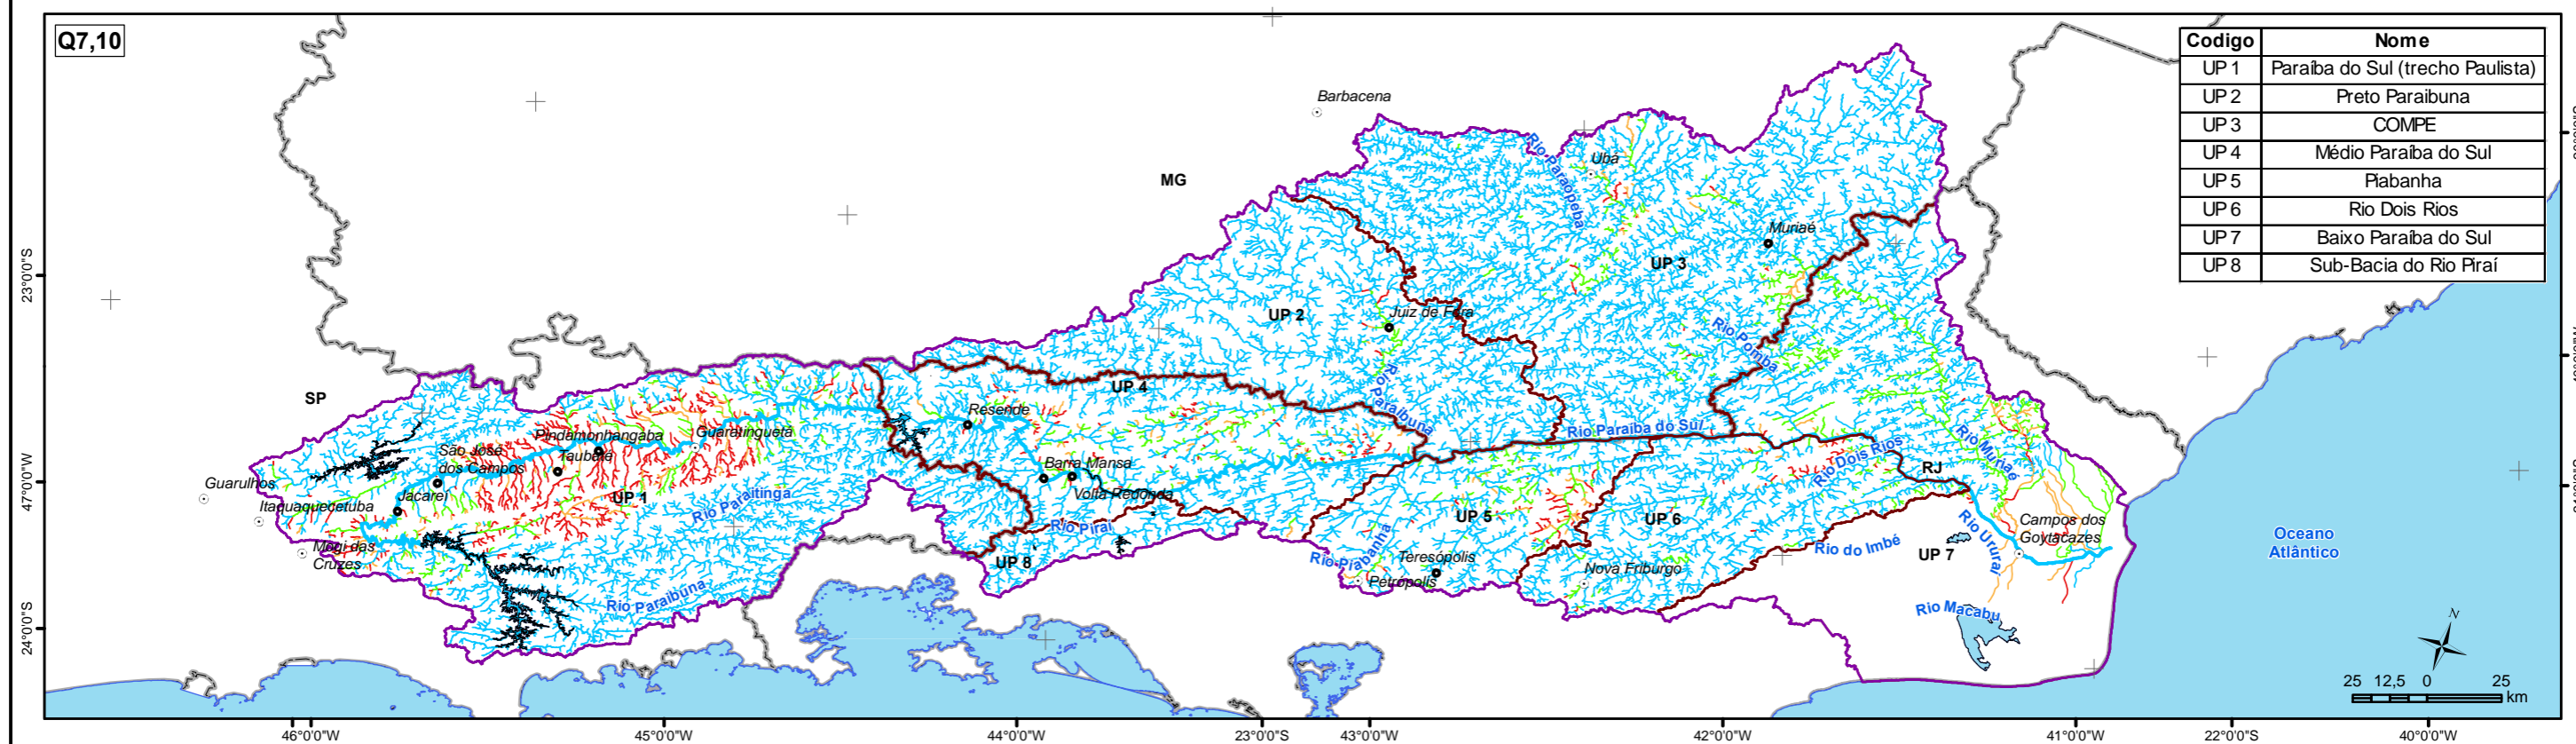 Q7,10
Codigo Nome
UP 1 Paraíba do Sul (trecho Paulista)
UP 2 Preto Paraibuna
UP 3 COMPE
UP 4 Médio Paraíba do Sul
UP 5 Piabanha
UP 6 Rio Dois Rios
UP 7 Baixo Paraíba do Sul
UP 8 Sub-Bacia do Rio Piraí
Barbacena
MG
Rio Paraopeba
Ubá
Muriaé
UP 3
UP 2
Juiz de Fora
Rio Pomba
Rio Paraibuna
SP
UP 4
Resende
Pindamonhangaba
Guaratinguetá
Taubaté
São José
dos Campos
Jacareí
Guarulhos
Itaquaquecetuba
Mogi das
Cruzes
UP 1
Rio Paraitinga
Rio Paraibuna
Barra Mansa
Volta Redonda
Rio Piraí
UP 8
Rio Paraíba do Sul
Rio Dois Rios
RJ
Rio Munae
UP 5
UP 6
Rio Piabanha
Teresópolis
Petrópolis
Nova Friburgo
Rio do Imbé
UP 7
Rio Ururaí
Campos dos
Goytacazes
Rio Macabu
Oceano
Atlântico
N
25 12,5 0 25
km
23°0'0"S
47°0'0"W
24°0'0"S
46°0'0"W
45°0'0"W
44°0'0"W
23°0'0"S
43°0'0"W
42°0'0"W
41°0'0"W
22°0'0"S
40°0'0"W